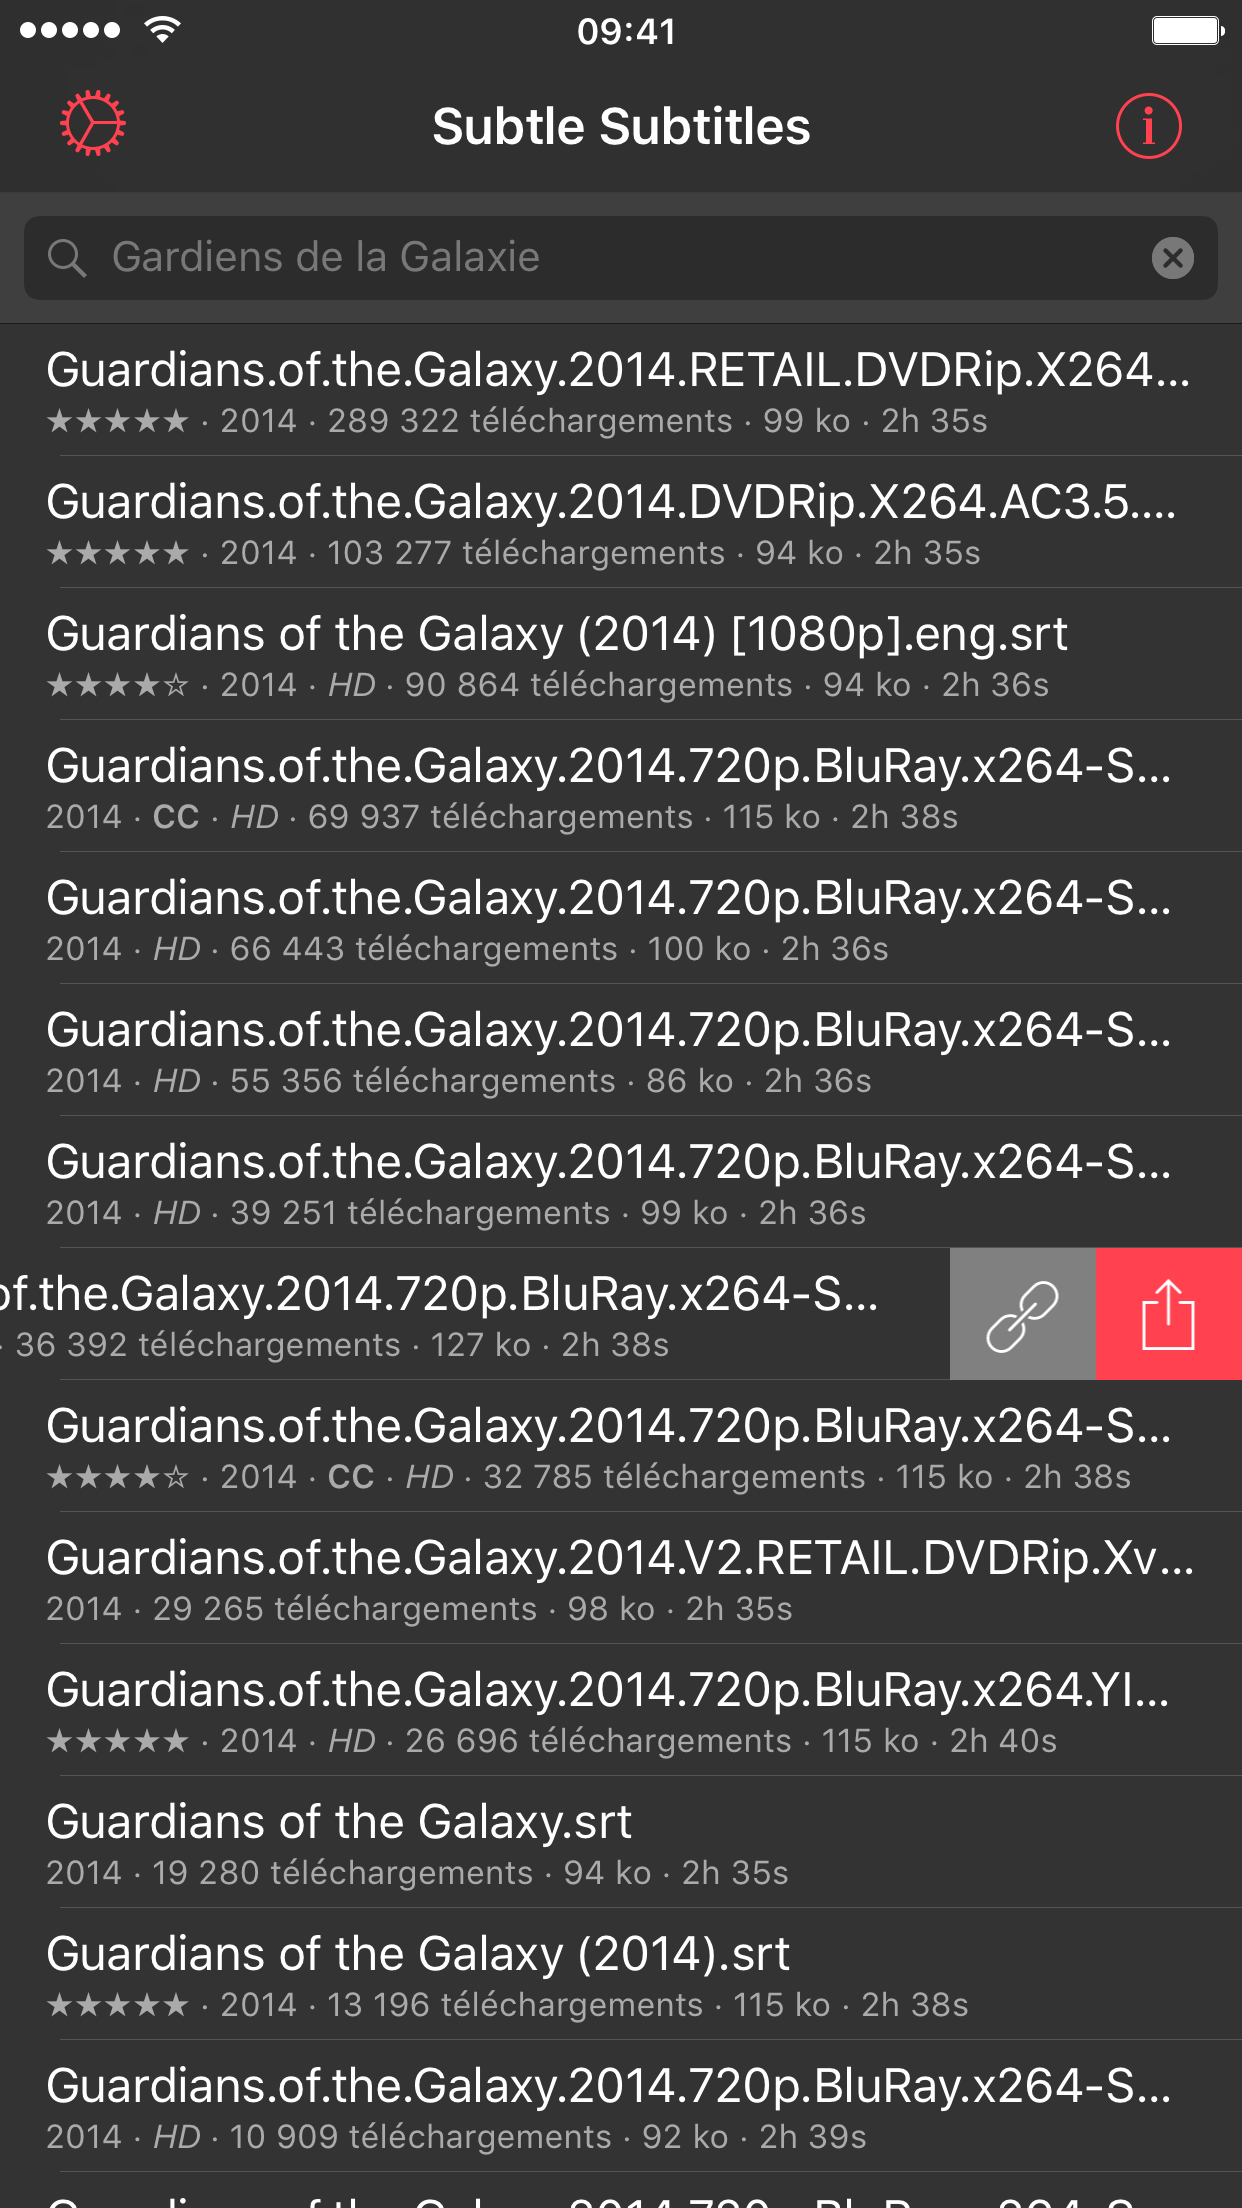 09:41
Subtle Subtitles
Gardiens de la Galaxie
Guardians.of.the.Galaxy.2014.RETAIL.DVDRip.X264...
★★★★★ · 2014 · 289 322 téléchargements · 99 ko · 2h 35s
Guardians.of.the.Galaxy.2014.DVDRip.X264.AC3.5....
★★★★★ · 2014 · 103 277 téléchargements · 94 ko · 2h 35s
Guardians of the Galaxy (2014) [1080p].eng.srt
★★★★☆ · 2014 · HD · 90 864 téléchargements · 94 ko · 2h 36s
Guardians.of.the.Galaxy.2014.720p.BluRay.x264-S...
2014 · CC · HD · 69 937 téléchargements · 115 ko · 2h 38s
Guardians.of.the.Galaxy.2014.720p.BluRay.x264-S...
2014 · HD · 66 443 téléchargements · 100 ko · 2h 36s
Guardians.of.the.Galaxy.2014.720p.BluRay.x264-S...
2014 · HD · 55 356 téléchargements · 86 ko · 2h 36s
Guardians.of.the.Galaxy.2014.720p.BluRay.x264-S...
2014 · HD · 39 251 téléchargements · 99 ko · 2h 36s
of.the.Galaxy.2014.720p.BluRay.x264-S...
· 36 392 téléchargements · 127 ko · 2h 38s
Guardians.of.the.Galaxy.2014.720p.BluRay.x264-S...
★★★★☆ · 2014 · CC · HD · 32 785 téléchargements · 115 ko · 2h 38s
Guardians.of.the.Galaxy.2014.V2.RETAIL.DVDRip.Xv...
2014 · 29 265 téléchargements · 98 ko · 2h 35s
Guardians.of.the.Galaxy.2014.720p.BluRay.x264.YI...
★★★★★ · 2014 · HD · 26 696 téléchargements · 115 ko · 2h 40s
Guardians of the Galaxy.srt
2014 · 19 280 téléchargements · 94 ko · 2h 35s
Guardians of the Galaxy (2014).srt
★★★★★ · 2014 · 13 196 téléchargements · 115 ko · 2h 38s
Guardians.of.the.Galaxy.2014.720p.BluRay.x264-S...
2014 · HD · 10 909 téléchargements · 92 ko · 2h 39s